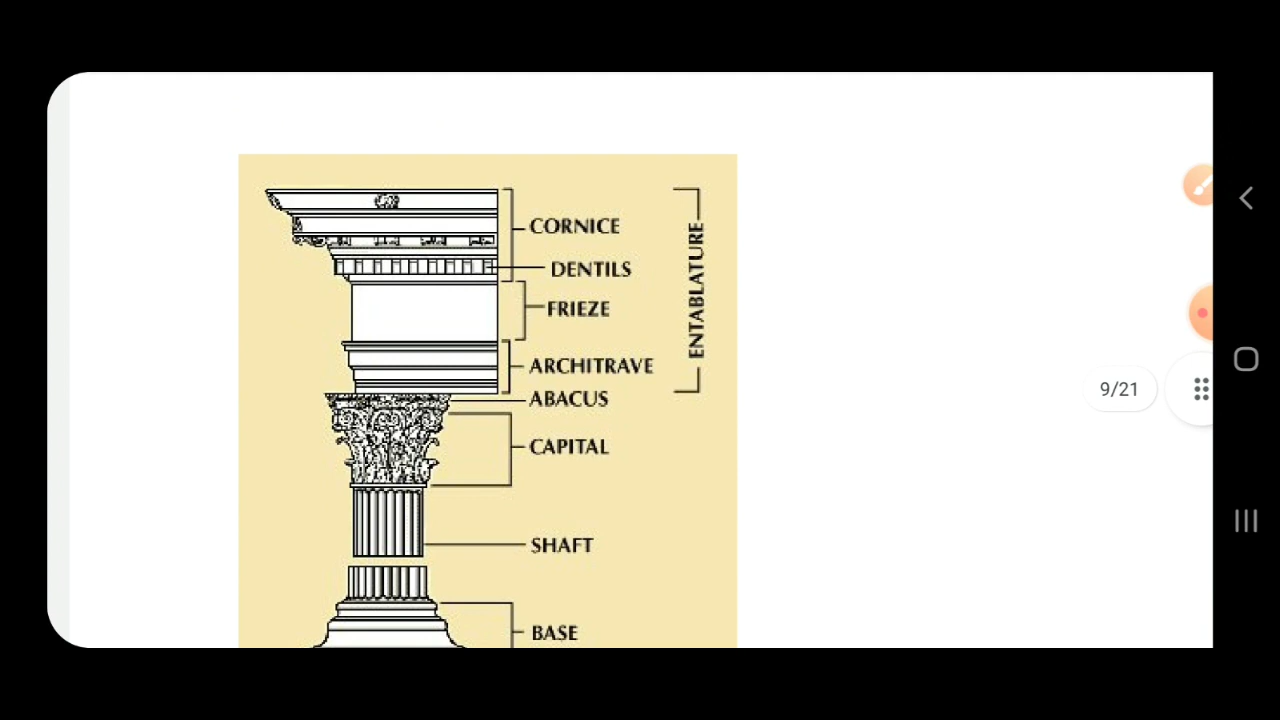 CORNICE
DENTILS
FRIEZE
ENTABLATURE
ARCHITRAVE
ABACUS
9/21
CAPITAL
SHAFT
BASE